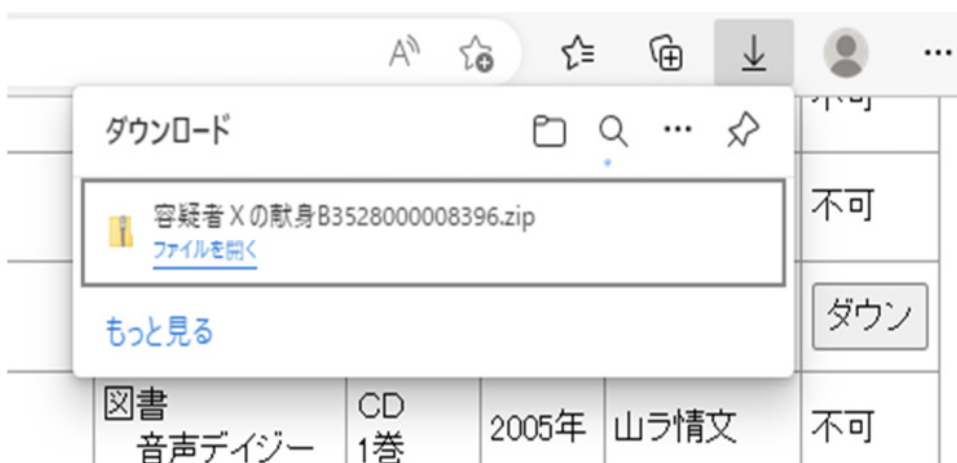 ダウンロード
不可
容疑者Xの献身B3528000008396.zip
ファイルを開く
不可
もっと見る
ダウン
図書
音声デイジー
CD
1巻
2005年
山ラ情文
不可